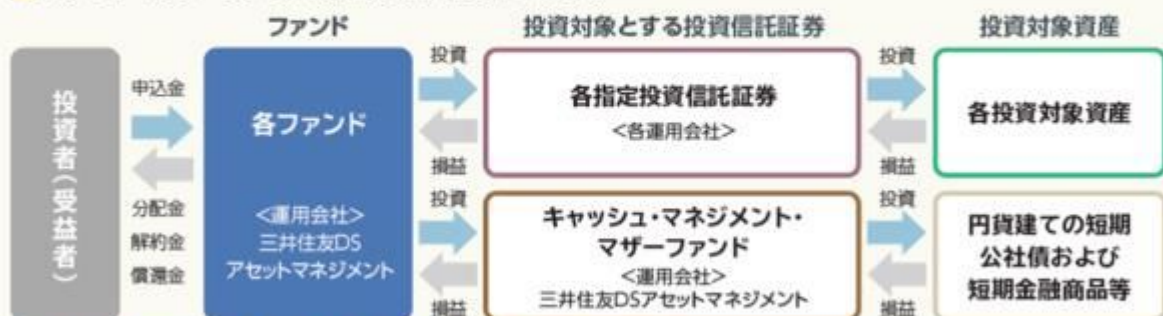 ファンド
投資対象とする投資信託証券
投資対象資産
投資者(受益者)
申込金
分配金
解約金
償還金
各ファンド
<運用会社>
三井住友DS
アセットマネジメント
投資
損益
投資
損益
各指定投資信託証券
<各運用会社>
キャッシュ・マネジメント・
マザーファンド
<運用会社>
三井住友DSアセットマネジメント
投資
損益
投資
損益
各投資対象資産
円貨建ての短期
公社債および
短期金融商品等